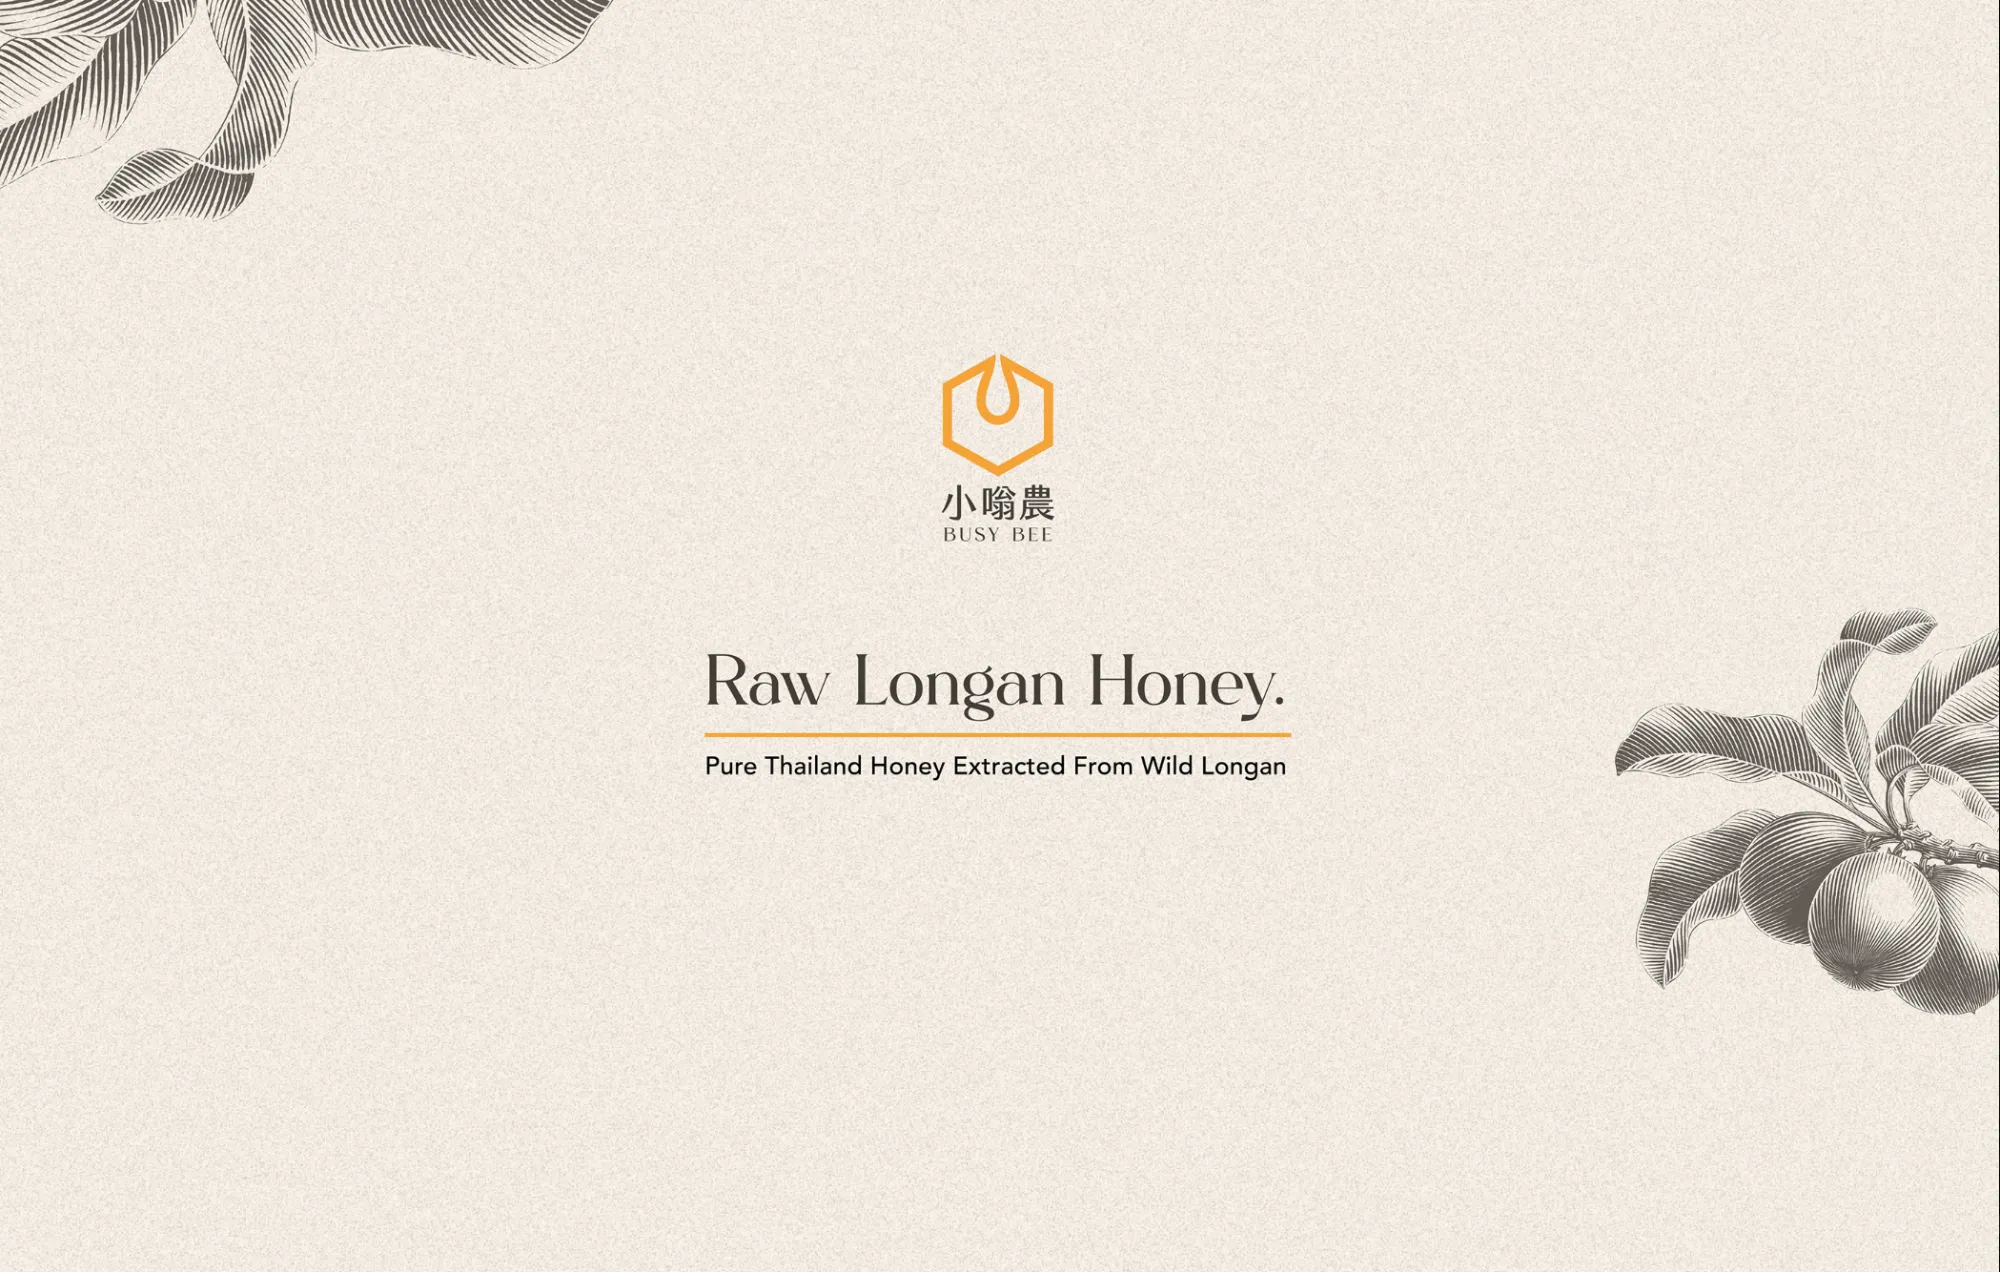 小嗡農
BUSY BEE
Raw Longan Honey.
Pure Thailand Honey Extracted From Wild Longan